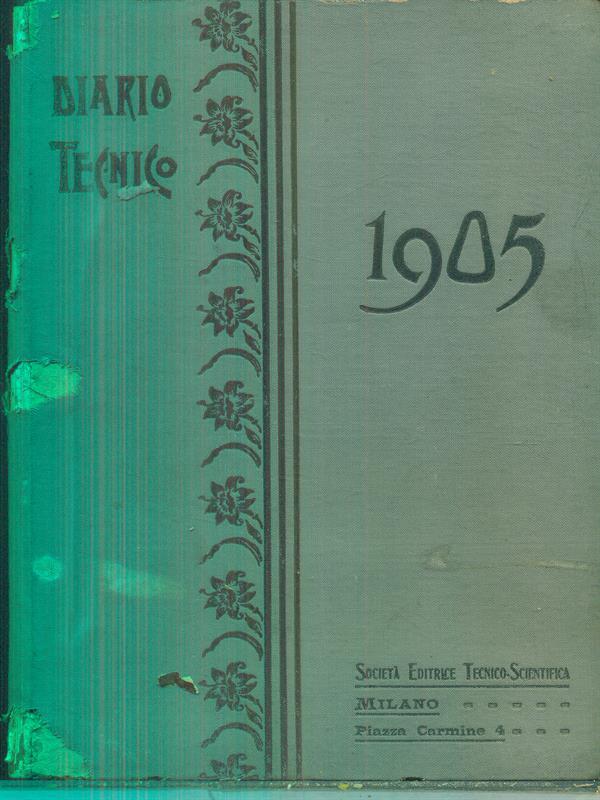 DIARIO
TECNICO
1905
SOCIETÀ EDITRICE TECNICO-SCIENTIFICA
MILANO
Piazza Carmine 4